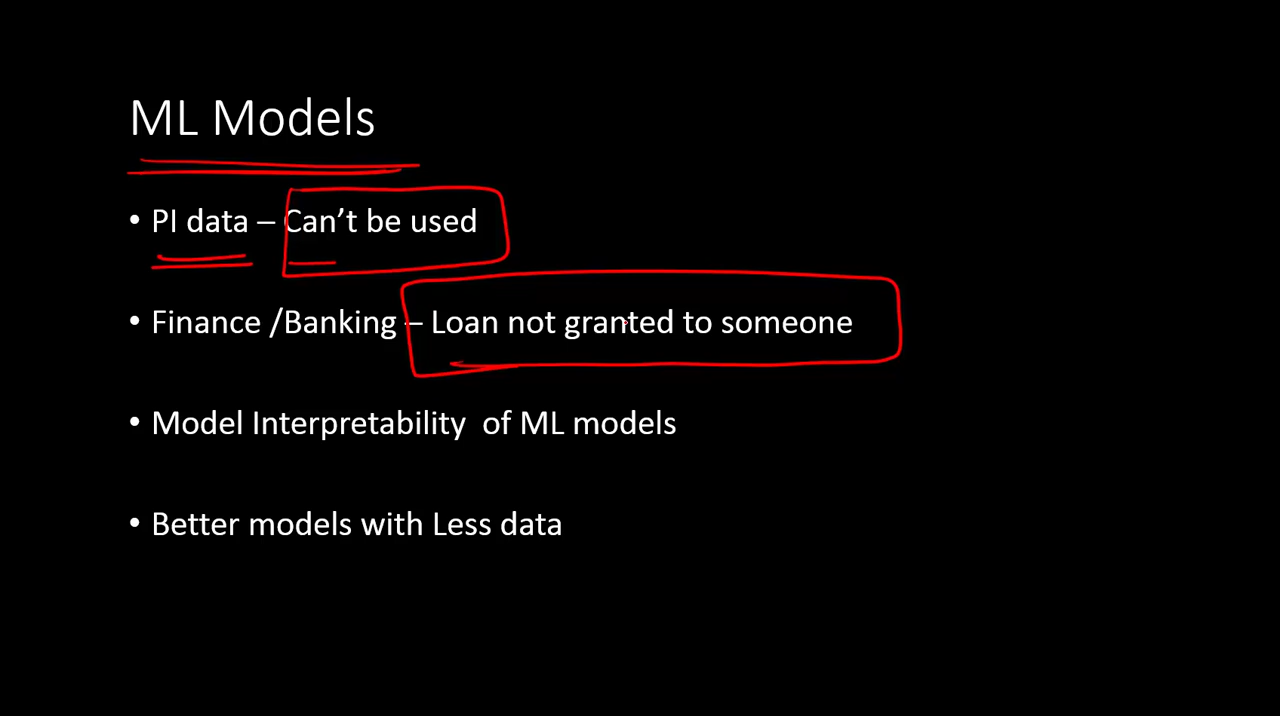 ML Models
• PI data – Can’t be used
• Finance /Banking – Loan not granted to someone
• Model Interpretability  of ML models
• Better models with Less data